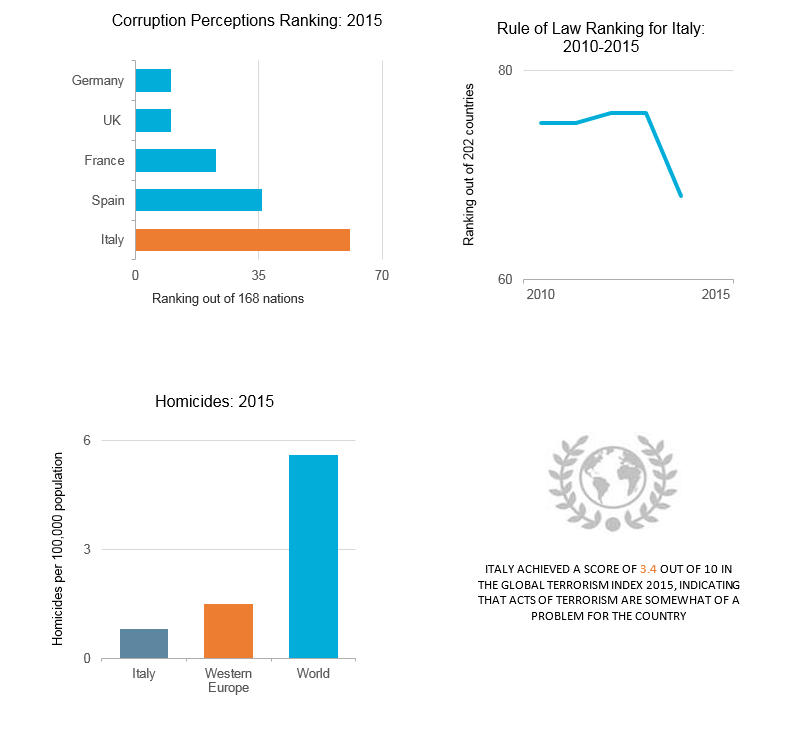 Corruption Perceptions Ranking: 2015
Germany
UK
France
Spain
Italy
0 35 70
Ranking out of 168 nations
Rule of Law Ranking for Italy:
2010-2015
Ranking out of 202 countries
80
60
2010 2015
Homicides: 2015
Homicides per 100,000 population
6
3
0
Italy Western World
Europe
ITALY ACHIEVED A SCORE OF 3.4 OUT OF 10 IN
THE GLOBAL TERRORISM INDEX 2015, INDICATING
THAT ACTS OF TERRORISM ARE SOMEWHAT OF A
PROBLEM FOR THE COUNTRY